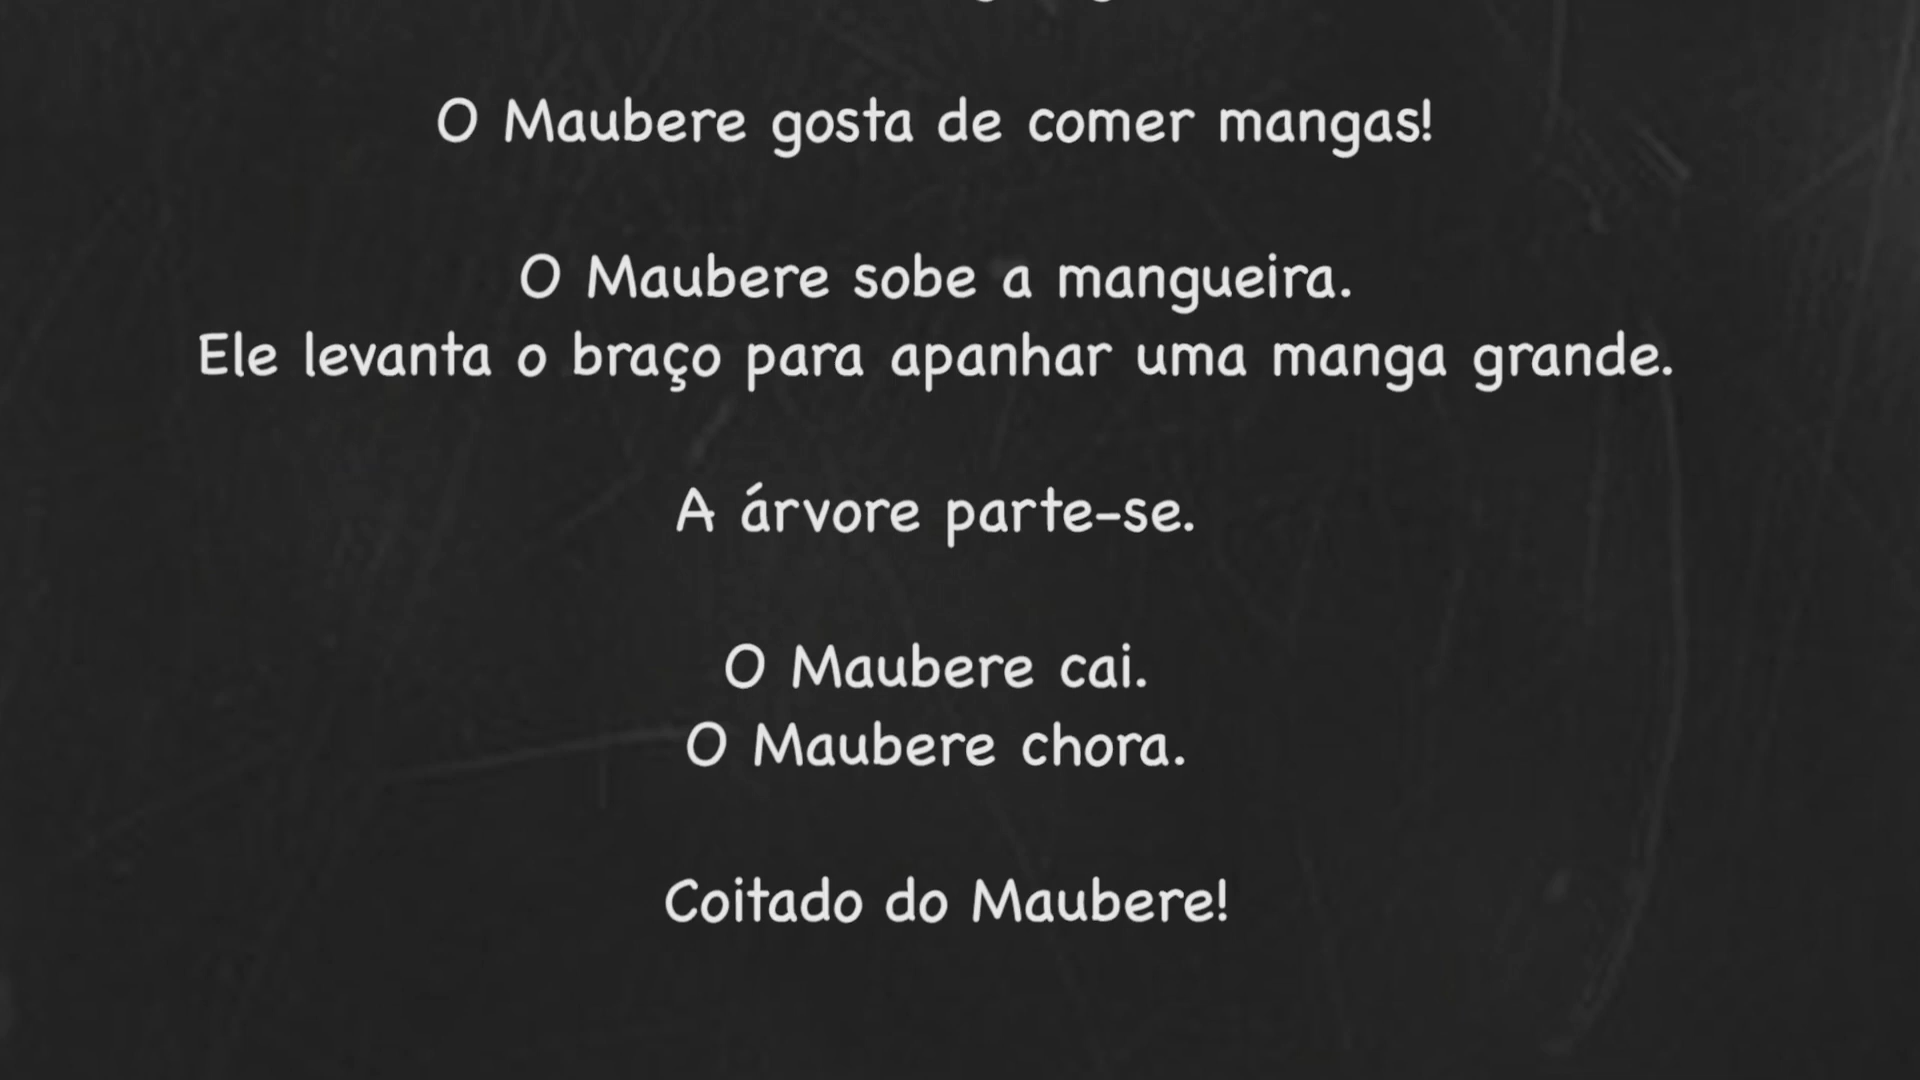 O Maubere gosta de comer mangas!
O Maubere sobe a mangueira.
Ele levanta o braço para apanhar uma manga grande.
A árvore parte-se.
O Maubere cai.
O Maubere chora.
Coitado do Maubere!